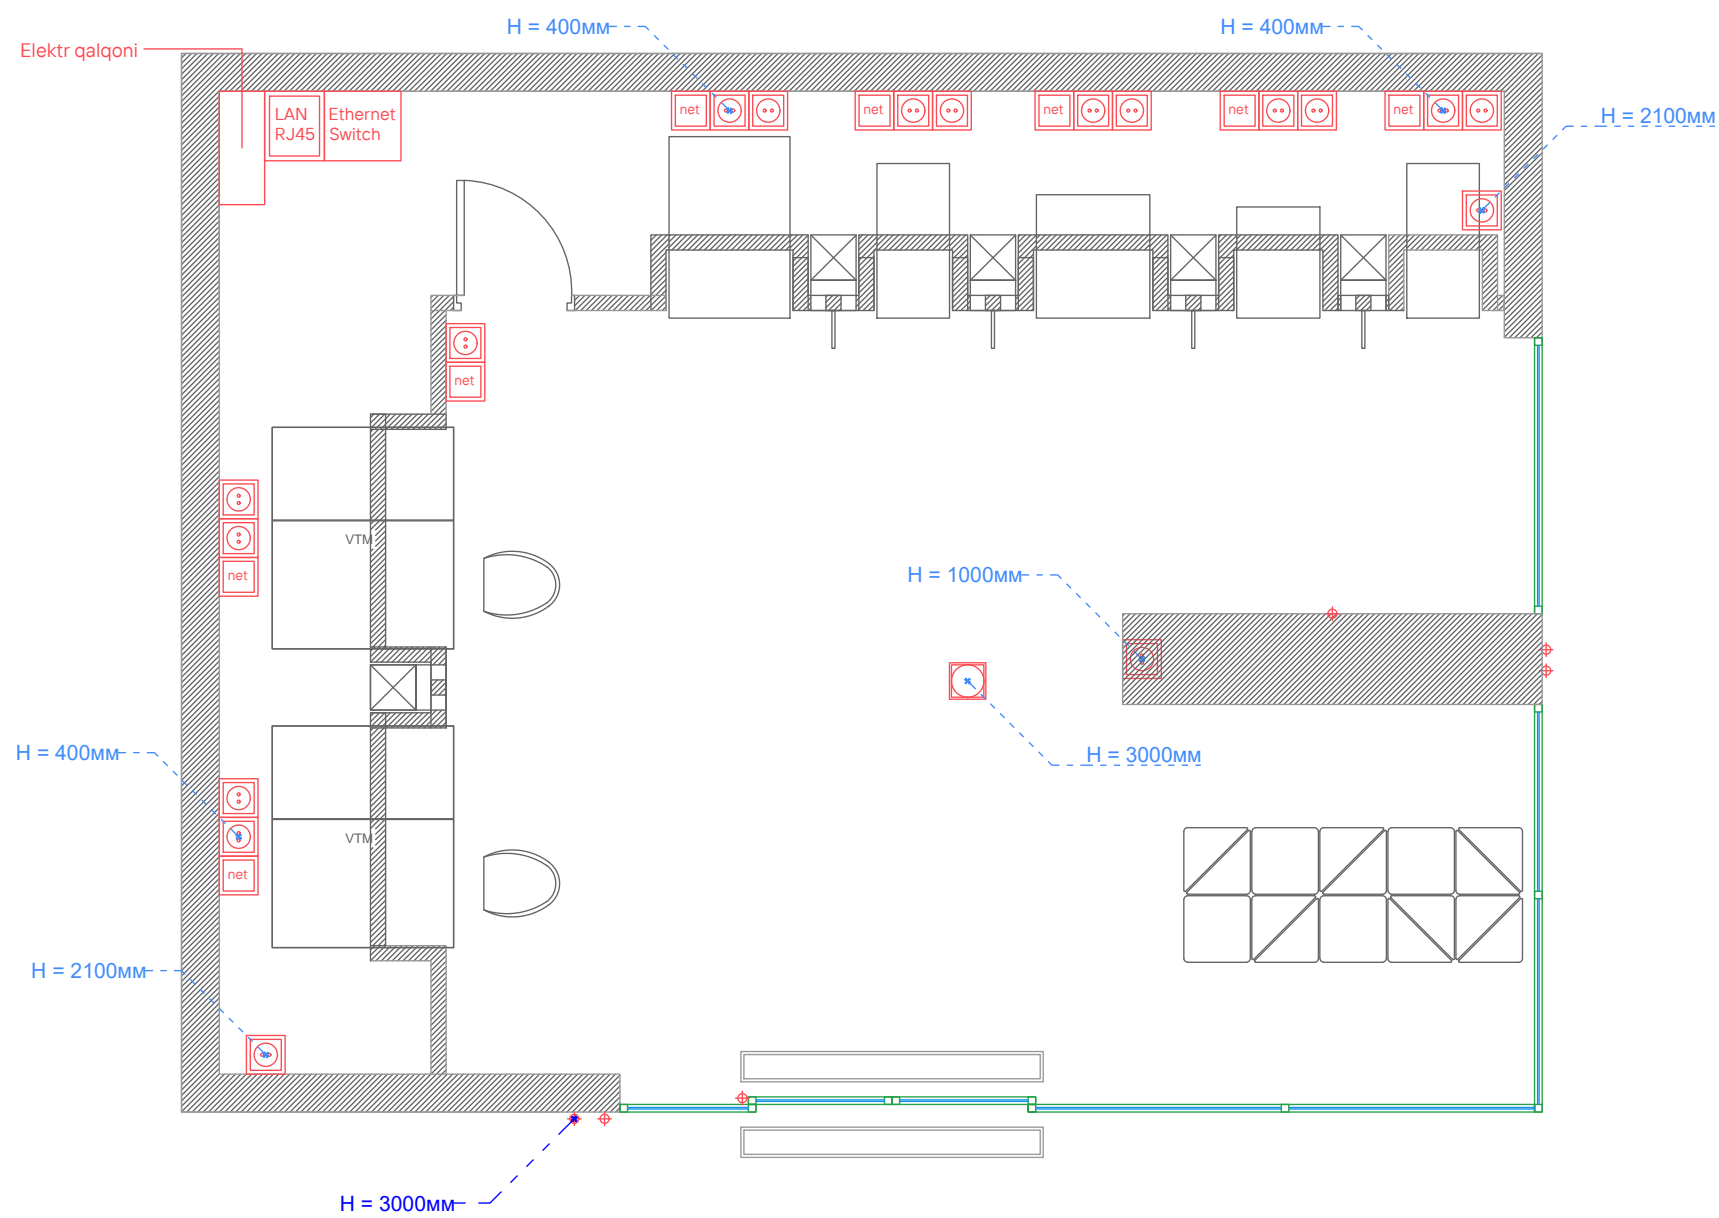 H = 400мм
H = 400мм
Elektr qalqoni
LAN
RJ45
Ethernet
Switch
net
net
net
net
net
H = 2100мм
net
VTM
net
H = 1000мм
H = 3000мм
H = 400мм
VTM
net
H = 2100мм
H = 3000мм